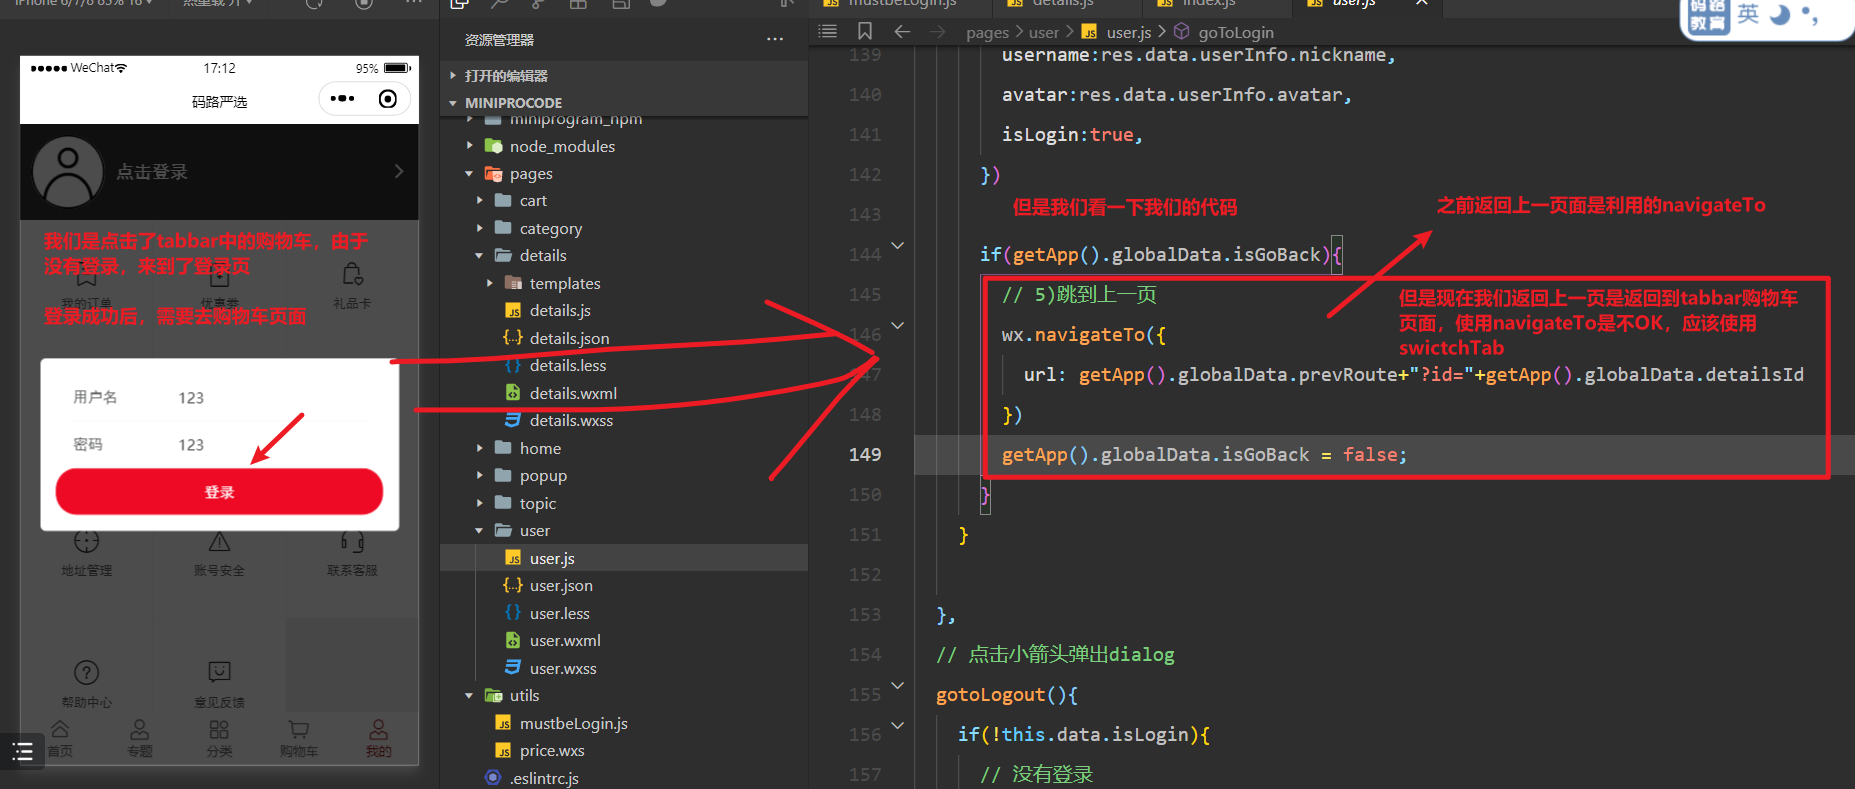 iPhone 6/7/8 85% 16
热重载 开
WeChat
17:12
95%
码路严选
点击登录
我们是点击了tabbar中的购物车，由于
没有登录，来到了登录页
我的订单
优惠券
礼品卡
登录成功后，需要去购物车页面
用户名 123
密码 123
登录
地址管理
账号安全
联系客服
帮助中心
意见反馈
首页
专题
分类
购物车
我的
资源管理器
打开的编辑器
MINIPROCODE
miniprogram_npm
node_modules
pages
cart
category
details
templates
details.js
details.json
details.less
details.wxml
details.wxss
home
popup
topic
user
user.js
user.json
user.less
user.wxml
user.wxss
utils
mustbeLogin.js
price.wxs
.eslintrc.js
mustbeLogin.js
details.js
index.js
user.js
码路
教育
英
pages > user > user.js > goToLogin
139 username:res.data.userInfo.nickname,
140 avatar:res.data.userInfo.avatar,
141 isLogin:true,
142 })
143
但是我们看一下我们的代码
之前返回上一页面是利用的navigateTo
144 if(getApp().globalData.isGoBack){
145 // 5)跳到上一页
但是现在我们返回上一页是返回到tabbar购物车
页面，使用navigateTo是不OK，应该使用
swictchTab
146 wx.navigateTo({
147 url: getApp().globalData.prevRoute+"?id="+getApp().globalData.detailsId
148 })
149 getApp().globalData.isGoBack = false;
150 }
151 }
152
153 },
154 // 点击小箭头弹出dialog
155 gotoLogout(){
156 if(!this.data.isLogin){
157 // 没有登录